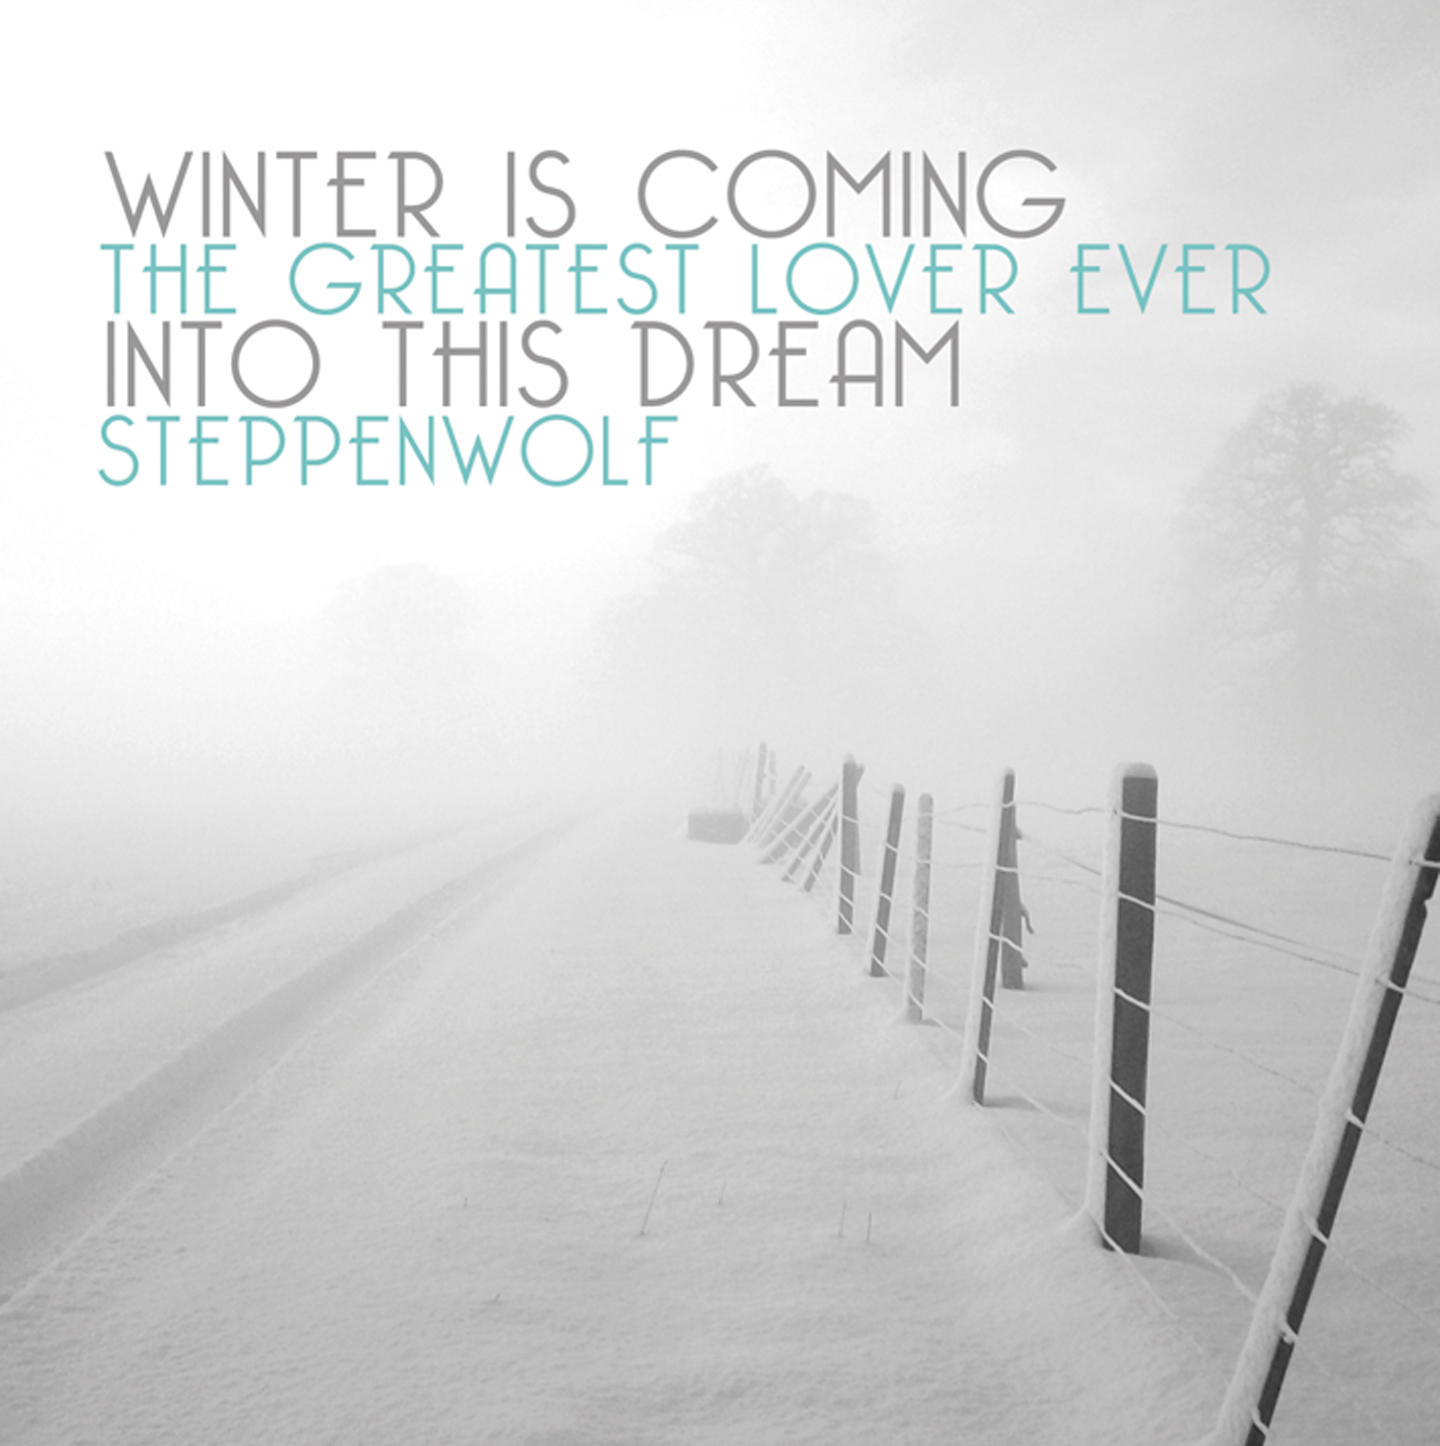 WINTER IS COMING
THE GREATEST LOVER EVER
INTO THIS DREAM
STEPPENWOLF